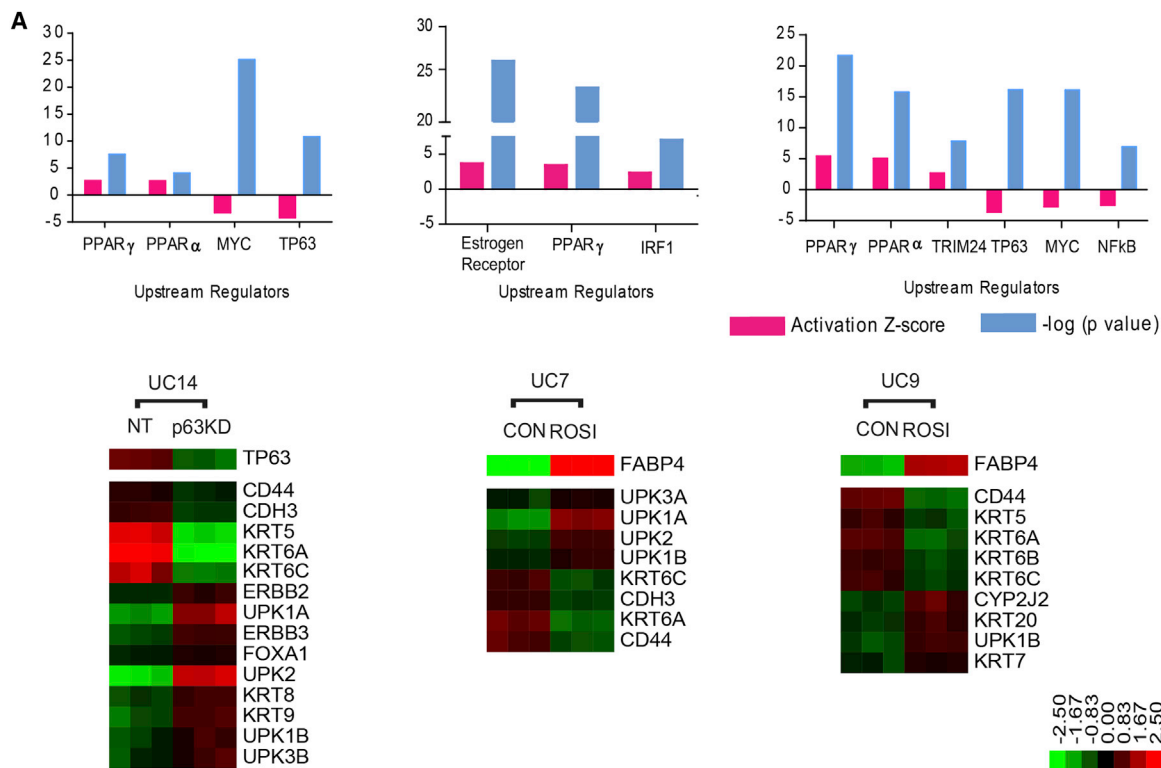 A
30
25
20
15
10
5
0
-5
PPARγ PPARα MYC TP63
Upstream Regulators
30
25
20
5
0
-5
Estrogen Receptor PPARγ IRF1
Upstream Regulators
25
20
15
10
5
0
-5
PPARγ PPARα TRIM24 TP63 MYC NFkB
Upstream Regulators
Activation Z-score -log (p value)
UC14
NT p63KD
TP63
CD44
CDH3
KRT5
KRT6A
KRT6C
ERBB2
UPK1A
ERBB3
FOXA1
UPK2
KRT8
KRT9
UPK1B
UPK3B
UC7
CON ROSI
FABP4
UPK3A
UPK1A
UPK2
UPK1B
KRT6C
CDH3
KRT6A
CD44
UC9
CON ROSI
FABP4
CD44
KRT5
KRT6A
KRT6B
KRT6C
CYP2J2
KRT20
UPK1B
KRT7
-2.50
-1.67
-0.83
0.00
0.83
1.67
2.50